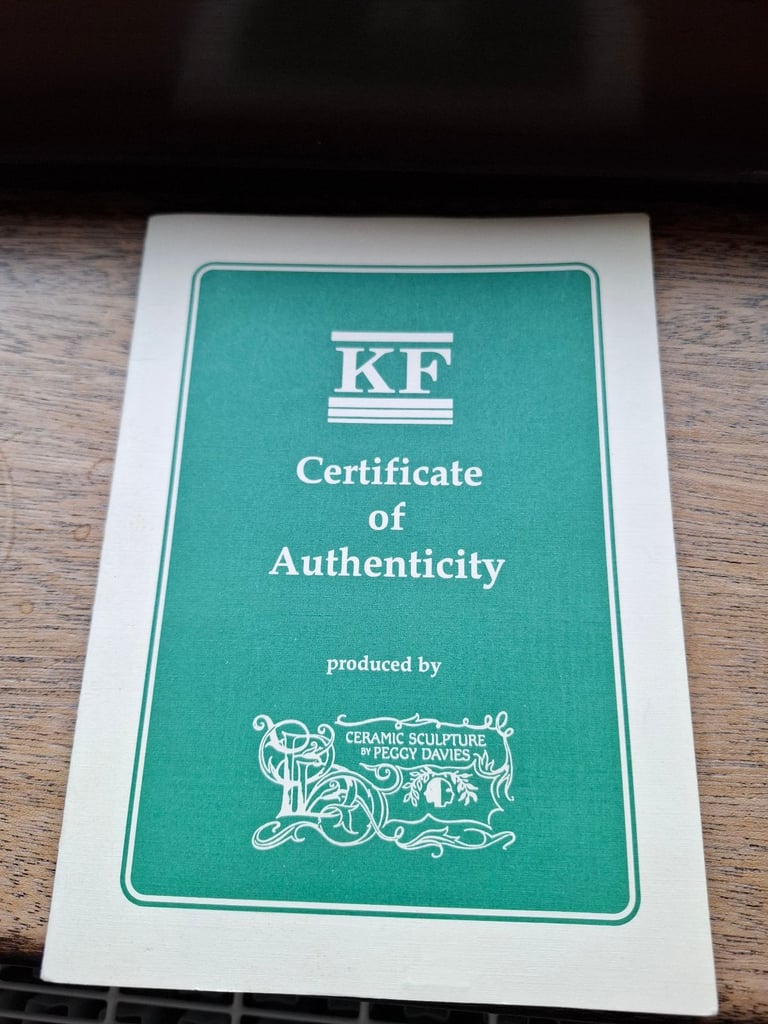 KF
Certificate
of
Authenticity
produced by
CERAMIC SCULPTURE
BY PEGGY DAVIES